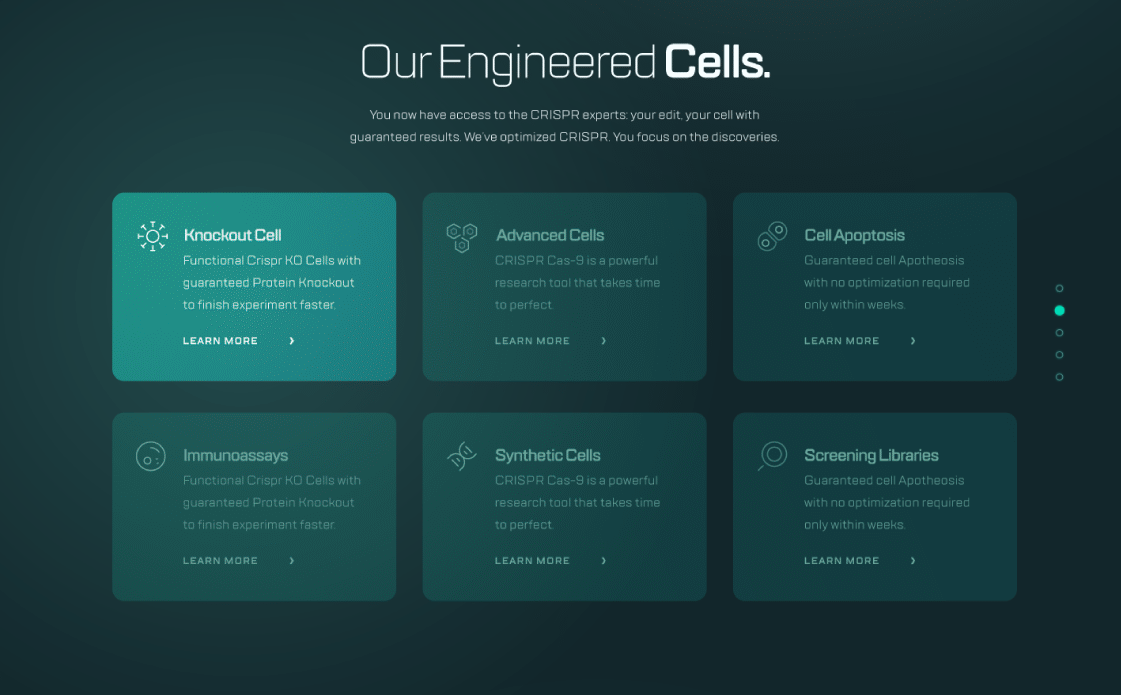 Our Engineered Cells.
You now have access to the CRISPR experts: your edit, your cell with
guaranteed results. We've optimized CRISPR. You focus on the discoveries.
Knockout Cell
Functional Crispr KO Cells with
guaranteed Protein Knockout
to finish experiment faster.
LEARN MORE
Advanced Cells
CRISPR Cas-9 is a powerful
research tool that takes time
to perfect.
LEARN MORE
Cell Apoptosis
Guaranteed cell Apotheosis
with no optimization required
only within weeks.
LEARN MORE
Immunoassays
Functional Crispr KO Cells with
guaranteed Protein Knockout
to finish experiment faster.
LEARN MORE
Synthetic Cells
CRISPR Cas-9 is a powerful
research tool that takes time
to perfect.
LEARN MORE
Screening Libraries
Guaranteed cell Apotheosis
with no optimization required
only within weeks.
LEARN MORE